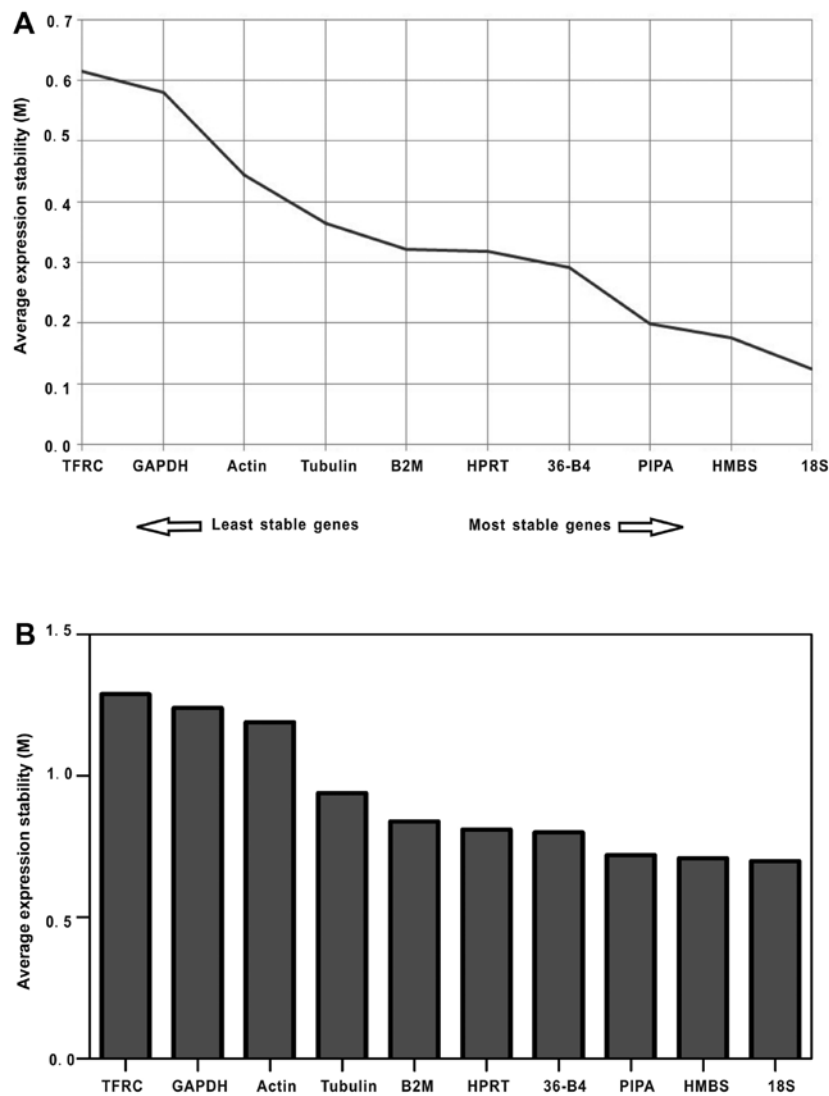 A
Average expression stability (M)
0.7
0.6
0.5
0.4
0.3
0.2
0.1
0.0
TFRC GAPDH Actin Tubulin B2M HPRT 36-B4 PIPA HMBS 18S
Least stable genes Most stable genes
B
Average expression stability (M)
1.5
1.0
0.5
0.0
TFRC GAPDH Actin Tubulin B2M HPRT 36-B4 PIPA HMBS 18S